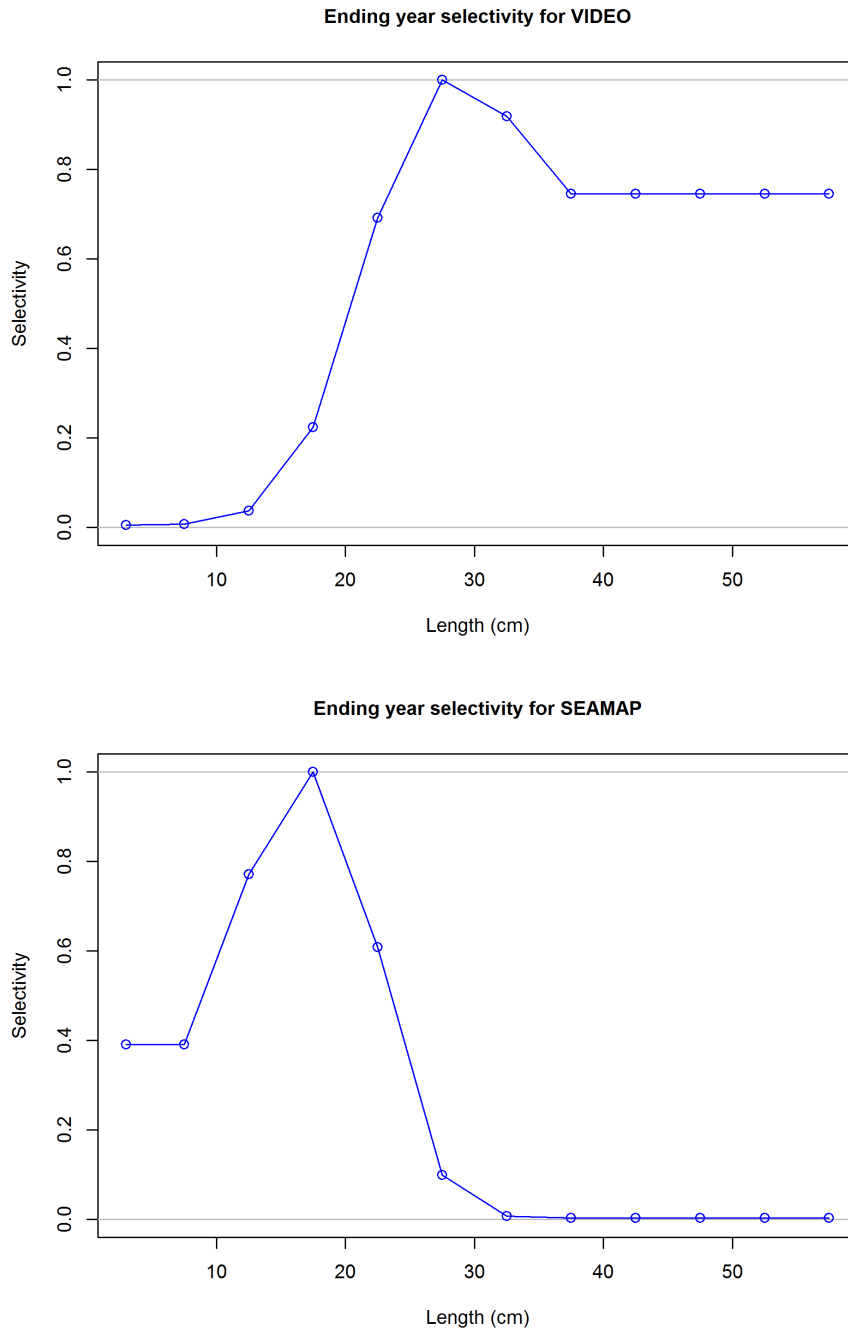 Ending year selectivity for VIDEO
Selectivity
1.0
0.8
0.6
0.4
0.2
0.0
10 20 30 40 50
Length (cm)
Ending year selectivity for SEAMAP
Selectivity
1.0
0.8
0.6
0.4
0.2
0.0
10 20 30 40 50
Length (cm)